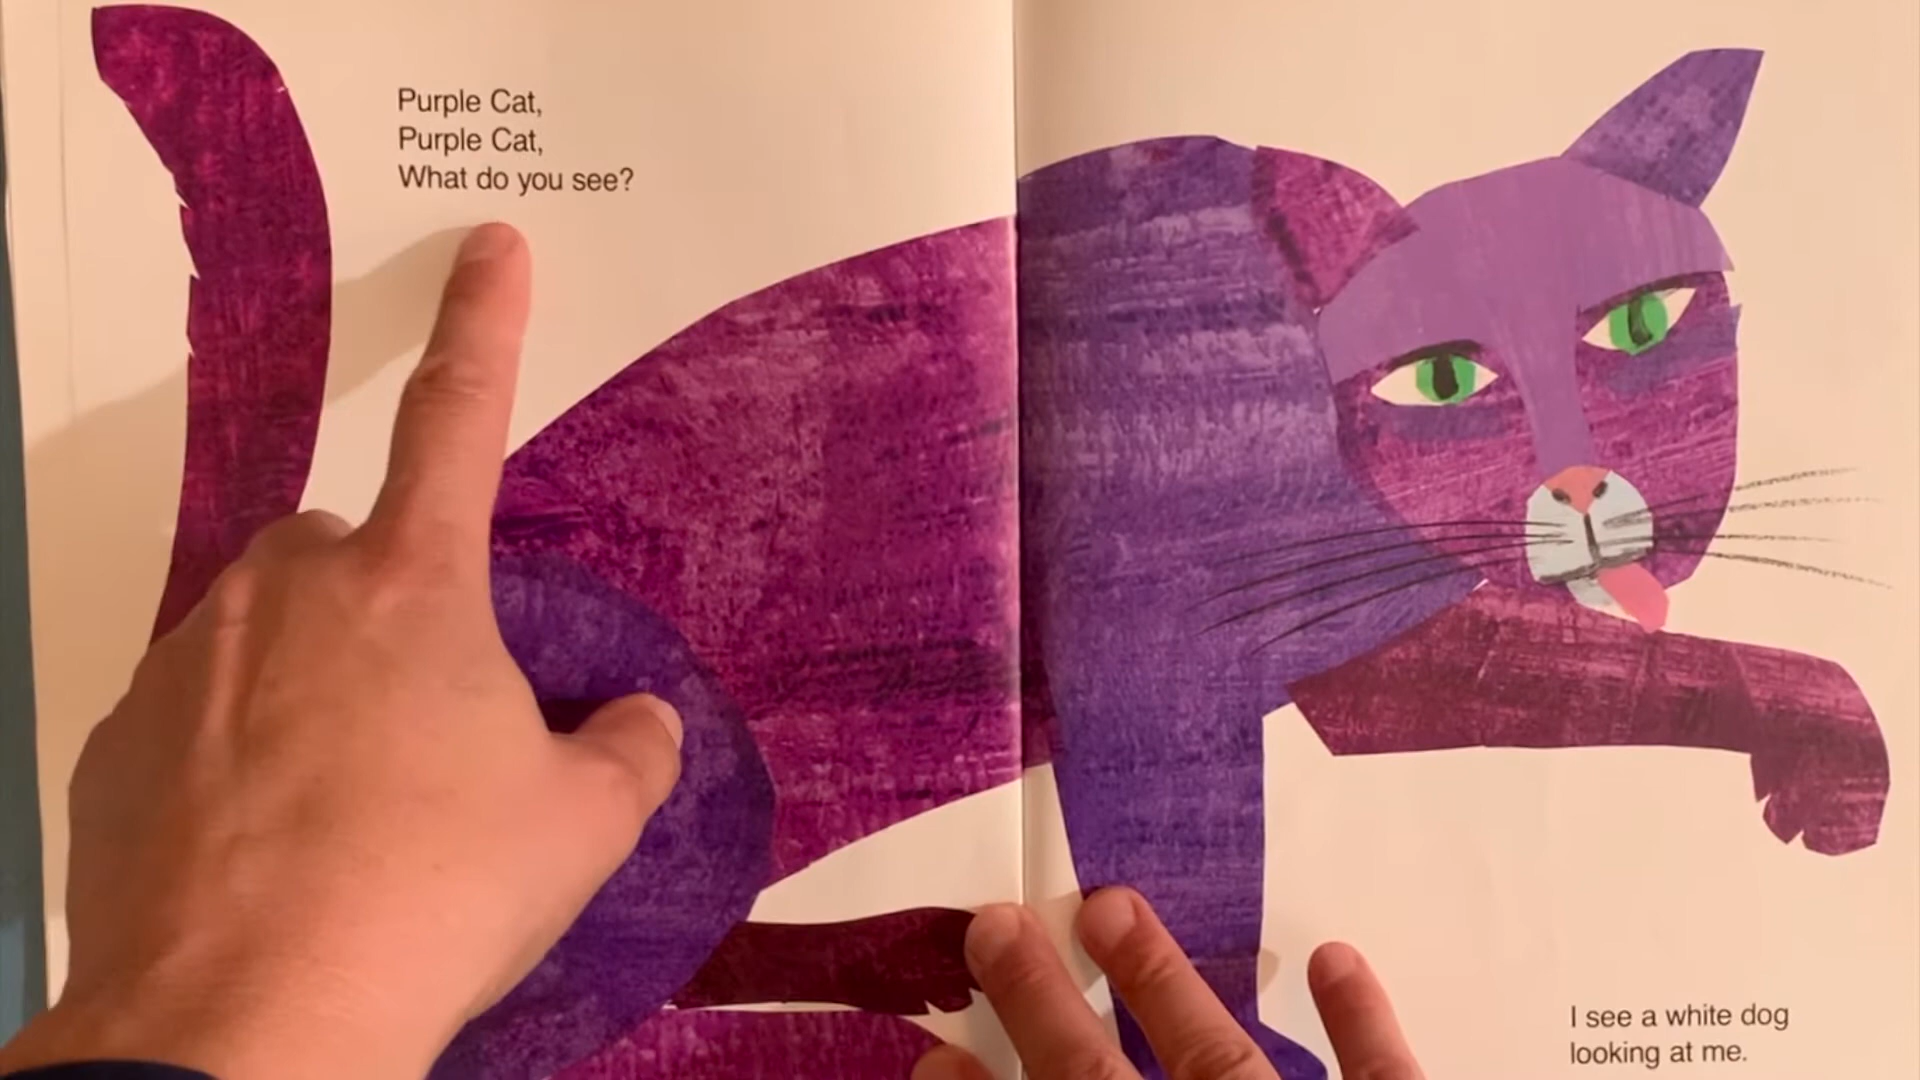 Purple Cat,
Purple Cat,
What do you see?
I see a white dog
looking at me.